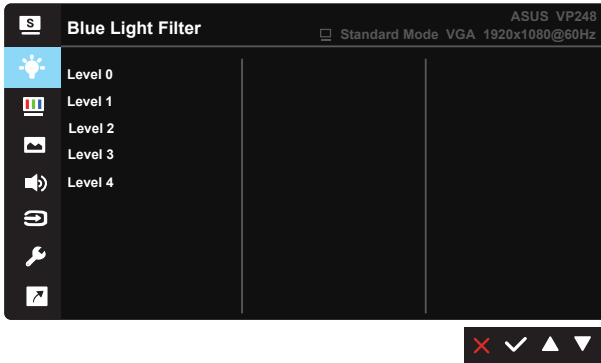 S
Blue Light Filter
ASUS VP248
Standard Mode VGA 1920x1080@60Hz
Level 0
Level 1
Level 2
Level 3
Level 4